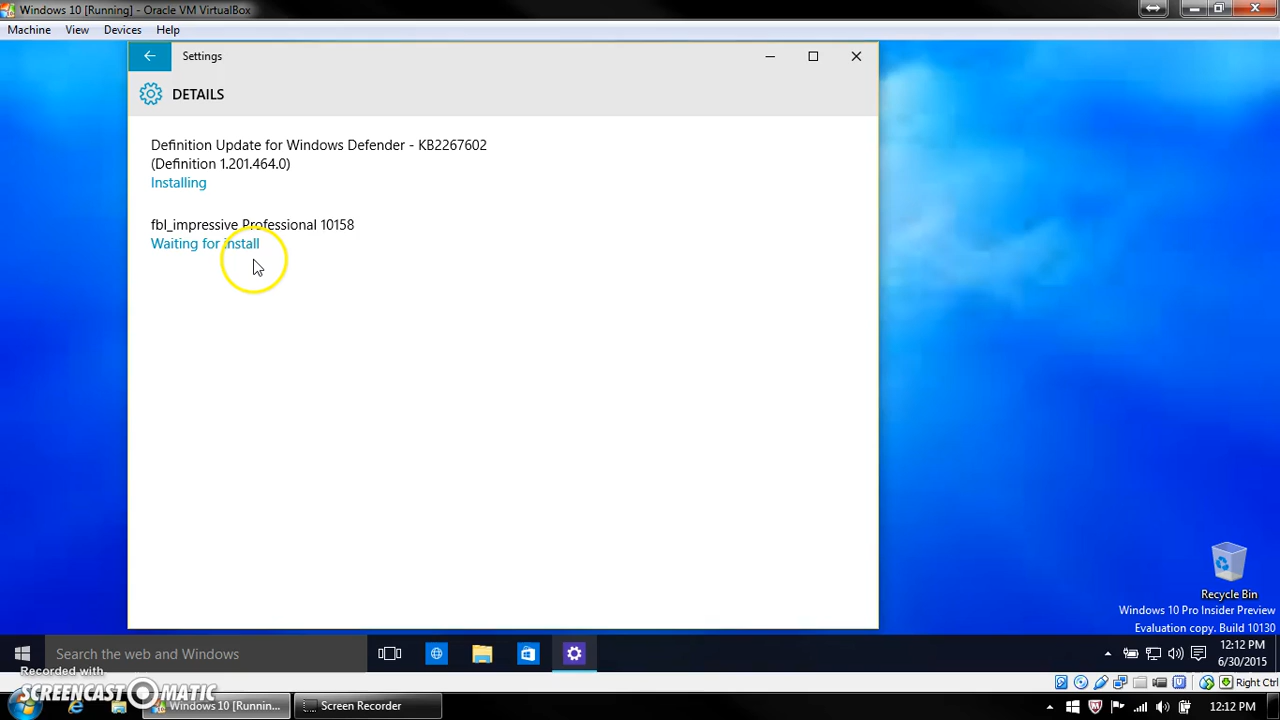 Windows 10 [Running] - Oracle VM VirtualBox
Machine View Devices Help
Settings
DETAILS
Definition Update for Windows Defender - KB2267602
(Definition 1.201.464.0)
Installing
fbl_impressive Professional 10158
Waiting for install
Recycle Bin
Windows 10 Pro Insider Preview
Evaluation copy. Build 10130
Search the web and Windows
12:12 PM
6/30/2015
Recorded with
SCREENCAST MATIC
Right Ctrl
Windows 10 [Runnin...
Screen Recorder
12:12 PM